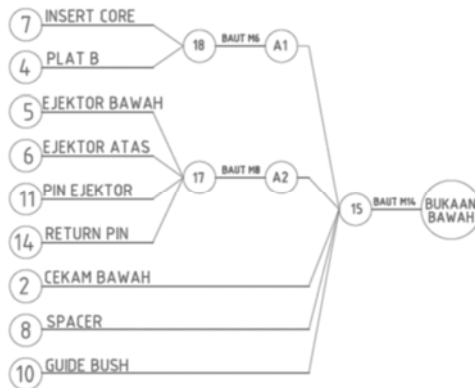 7 INSERT CORE
4 PLAT B
18 BAUT M6 A1
5 EJEKTOR BAWAH
6 EJEKTOR ATAS
11 PIN EJEKTOR
14 RETURN PIN
17 BAUT M8 A2
2 CEKAM BAWAH
8 SPACER
10 GUIDE BUSH
15 BAUT M14 BUKAAN
BAWAH